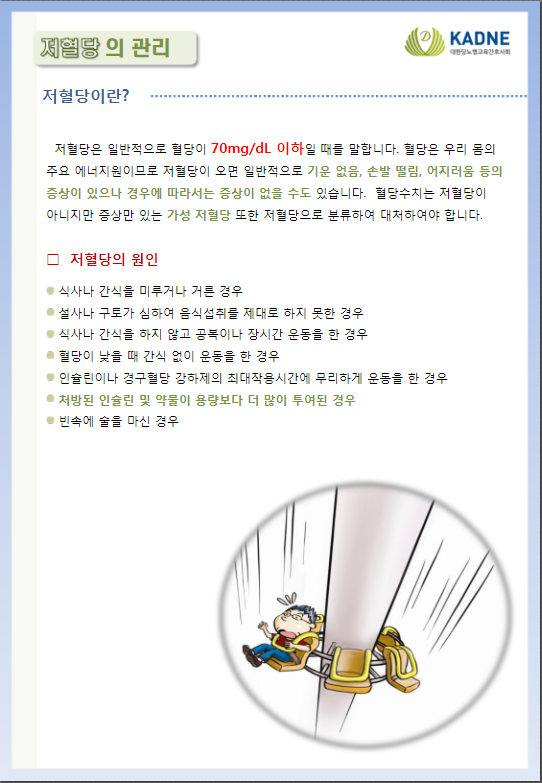 저혈당의 관리
KADNE
대한당뇨병교육간호사회
저혈당이란?
저혈당은 일반적으로 혈당이 70mg/dL 이하일 때를 말합니다. 혈당은 우리 몸의
주요 에너지원이므로 저혈당이 오면 일반적으로 기운 없음, 손발 떨림, 어지러움 등의
증상이 있으나 경우에 따라서는 증상이 없을 수도 있습니다. 혈당수치는 저혈당이
아니지만 증상만 있는 가성 저혈당 또한 저혈당으로 분류하여 대처하여야 합니다.
□ 저혈당의 원인
식사나 간식을 미루거나 거른 경우
설사나 구토가 심하여 음식섭취를 제대로 하지 못한 경우
식사나 간식을 하지 않고 공복이나 장시간 운동을 한 경우
혈당이 낮을 때 간식 없이 운동을 한 경우
인슐린이나 경구혈당 강하제의 최대작용시간에 무리하게 운동을 한 경우
처방된 인슐린 및 약물이 용량보다 더 많이 투여된 경우
빈속에 술을 마신 경우